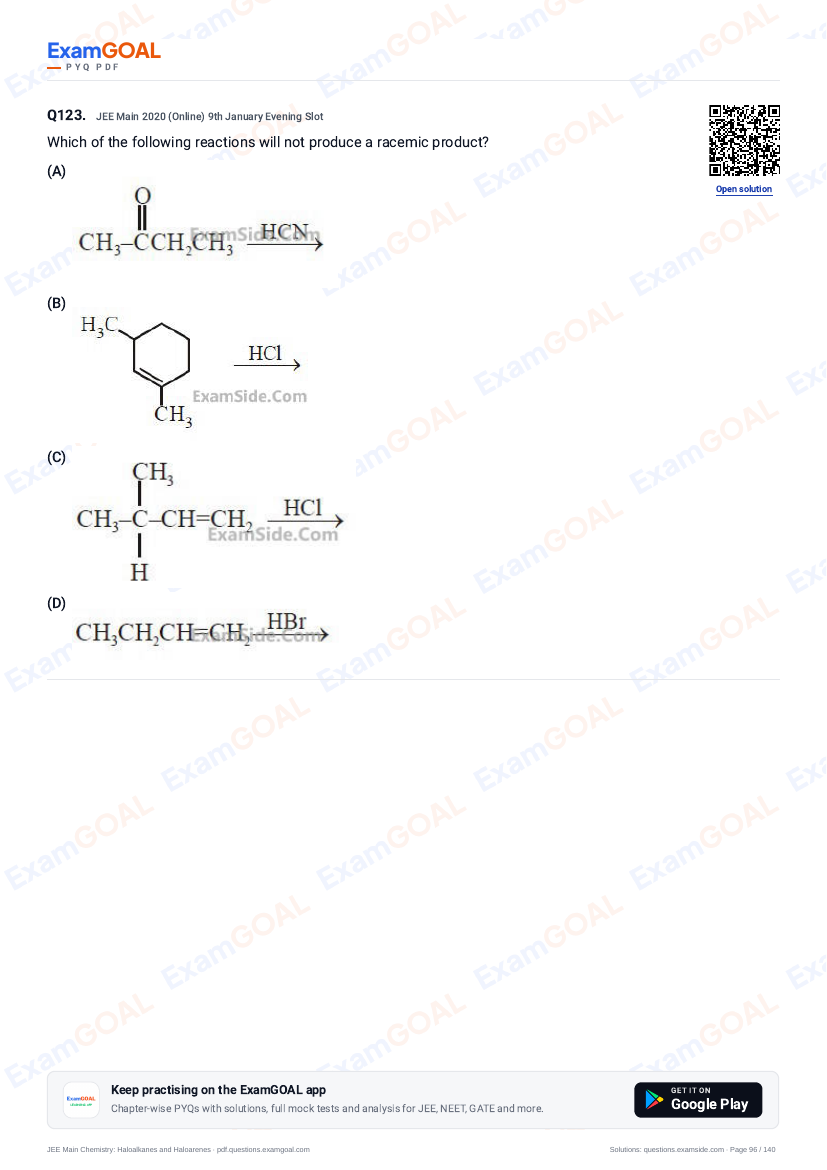 ExamGOAL
PYQ PDF
Q123. JEE Main 2020 (Online) 9th January Evening Slot
Which of the following reactions will not produce a racemic product?
Open solution
(A)
O
CH3–CCH2CH3 HCN
ExamSide.Com
(B)
H3C
HCl
ExamSide.Com
CH3
(C)
CH3
CH3–C–CH=CH2 HCl
ExamSide.Com
H
(D)
CH3CH2CH=CH2 HBr
ExamSide.Com
Keep practising on the ExamGOAL app
Chapter-wise PYQs with solutions, full mock tests and analysis for JEE, NEET, GATE and more.
GET IT ON
Google Play
JEE Main Chemistry: Haloalkanes and Haloarenes · pdf.questions.examgoal.com
Solutions: questions.examside.com · Page 96 / 140